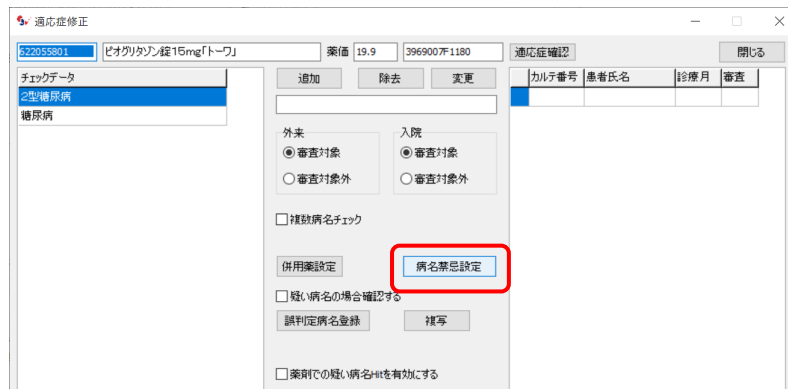 適応症修正
622055801 ピオグリタゾン錠15mg「トーワ」 薬価 19.9 3969007F1180 適応症確認 閉じる
チェックデータ 追加 除去 変更 カルテ番号 患者氏名 診療月 審査
2型糖尿病
糖尿病
外来 入院
審査対象 審査対象
審査対象外 審査対象外
複数病名チェック
併用薬設定 病名禁忌設定
疑い病名の場合確認する
誤判定病名登録 複写
薬剤での疑い病名Hitを有効にする